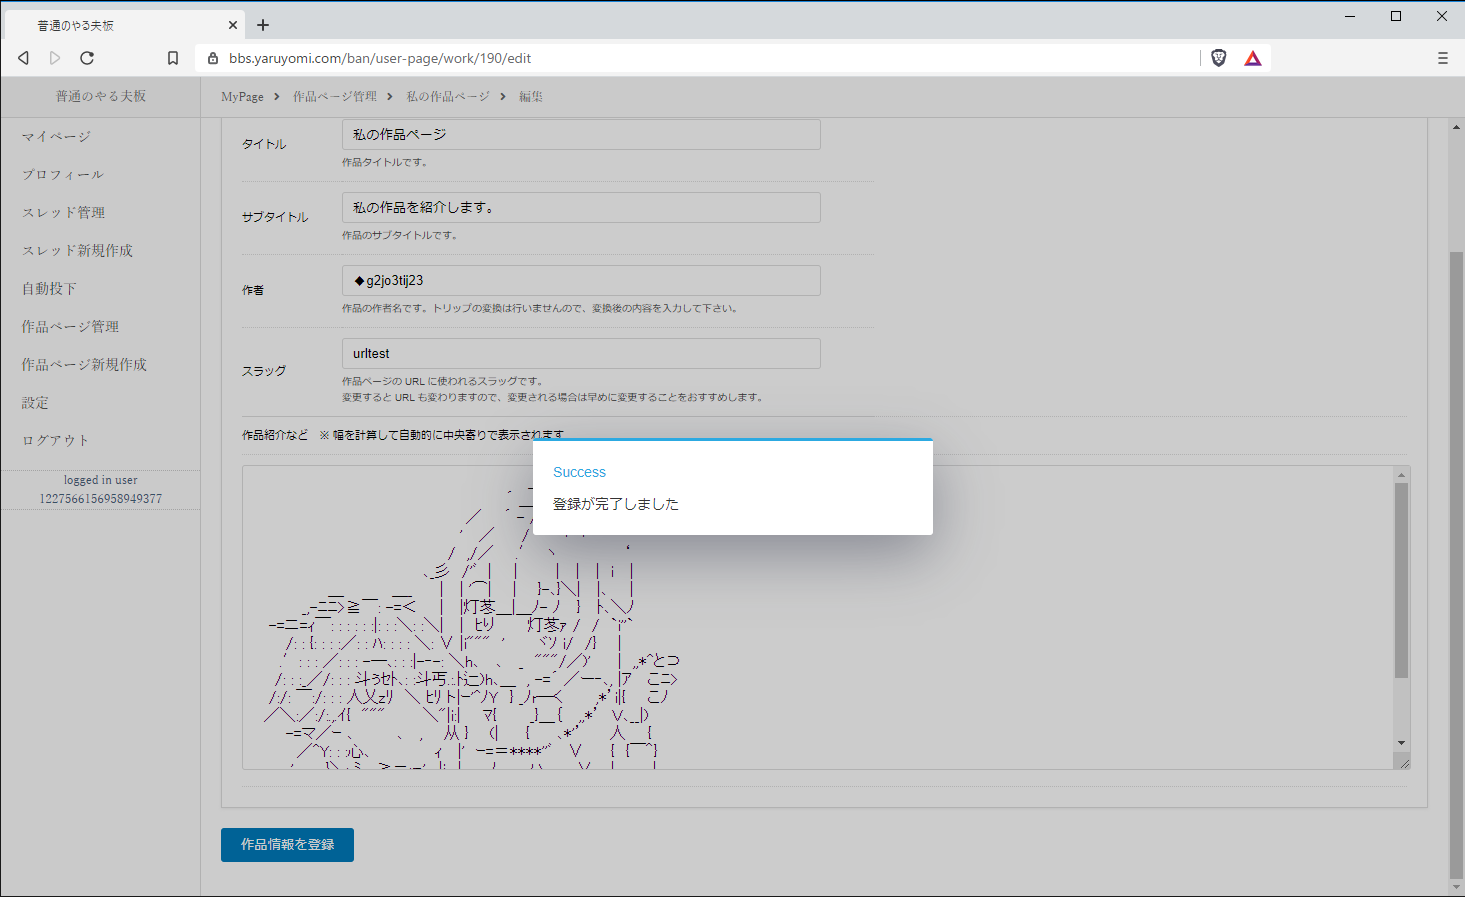 普通のやる夫板
bbs.yaruyomi.com/ban/user-page/work/190/edit
普通のやる夫板
MyPage > 作品ページ管理 > 私の作品ページ > 編集
マイページ
プロフィール
スレッド管理
スレッド新規作成
自動投下
作品ページ管理
作品ページ新規作成
設定
ログアウト
logged in user
1227566156958949377
タイトル
私の作品ページ
作品タイトルです。
サブタイトル
私の作品を紹介します。
作品のサブタイトルです。
作者
◆g2jo3tij23
作品の作者名です。トリップの変換は行いませんので、変換後の内容を入力して下さい。
スラッグ
urltest
作品ページの URL に使われるスラッグです。
変更すると URL も変わりますので、変更される場合は早めに変更することをおすすめします。
作品紹介など ※ 幅を計算して自動的に中央寄りで表示されます
Success
登録が完了しました
作品情報を登録